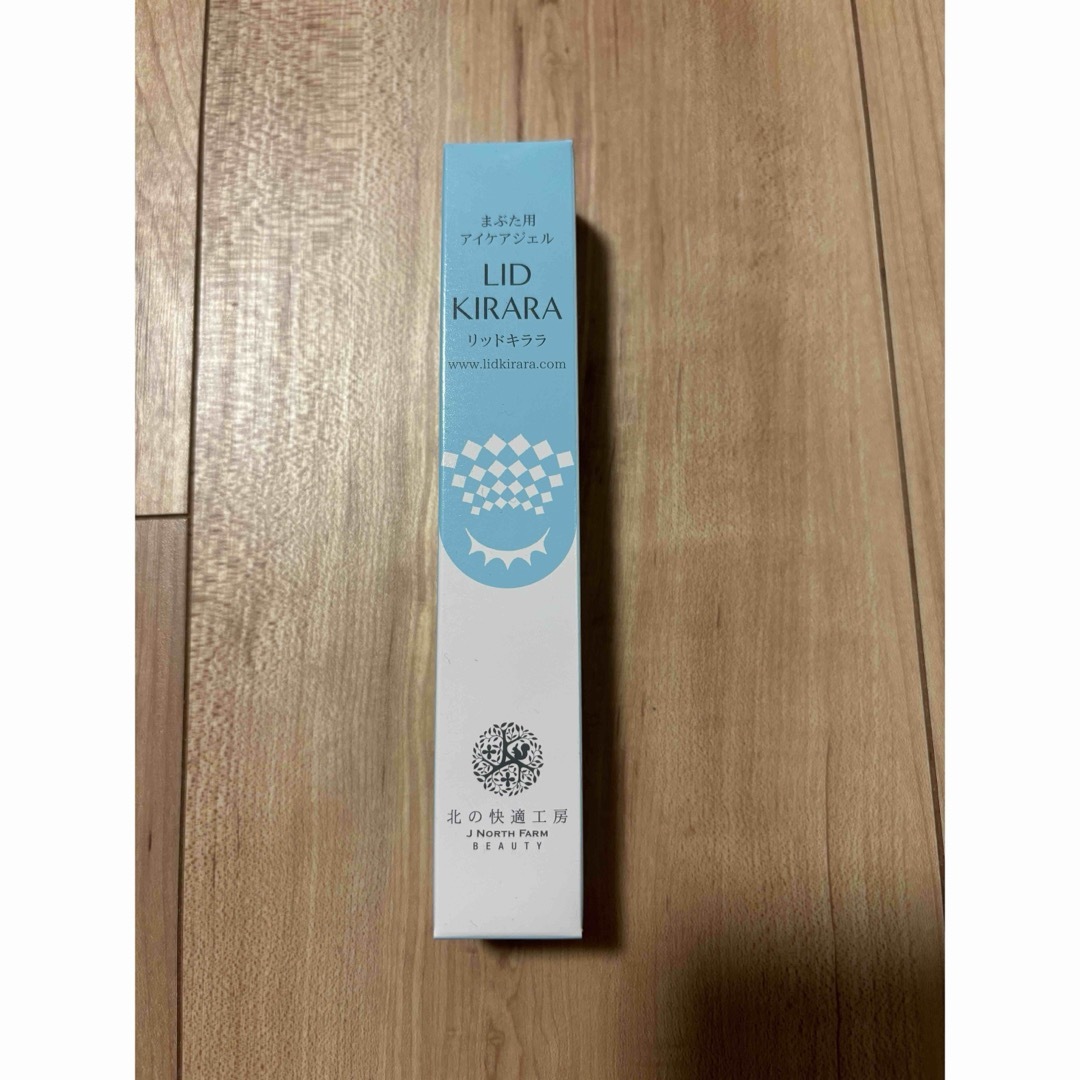 まぶた用
アイケアジェル
LID
KIRARA
リッドキララ
www.lidkirara.com
北の快適工房
J NORTH FARM
BEAUTY